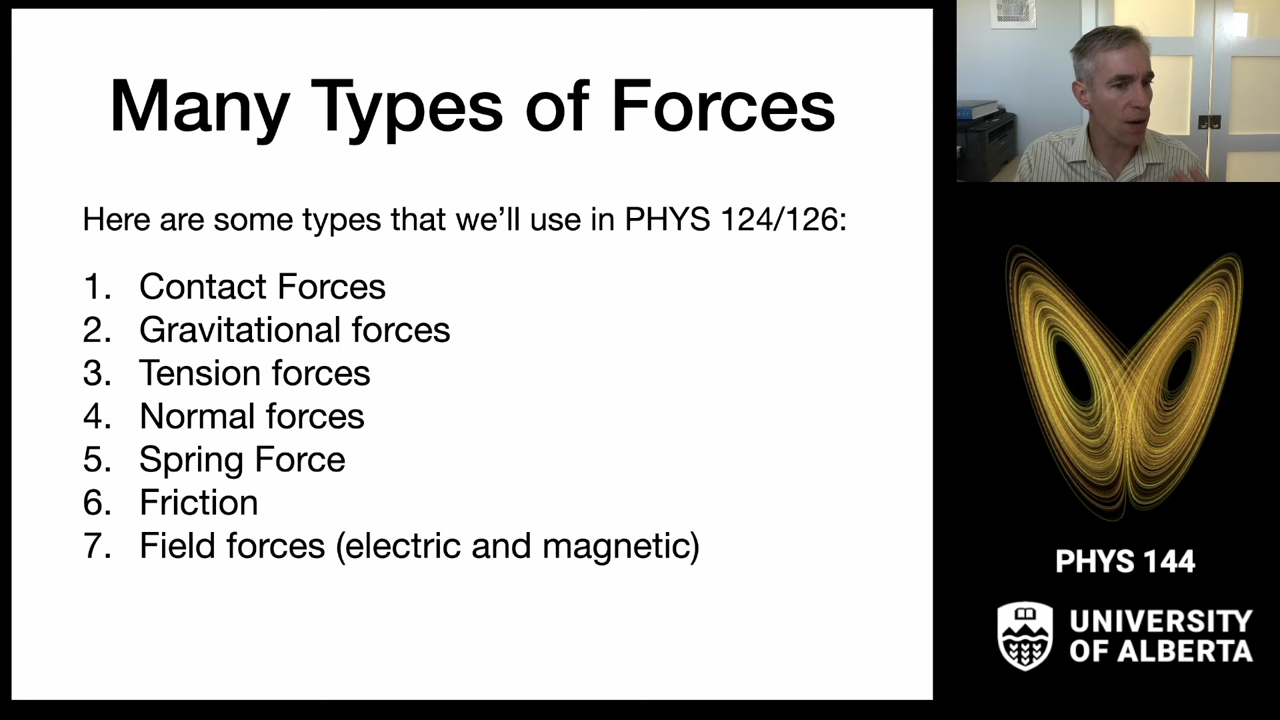 Many Types of Forces
Here are some types that we’ll use in PHYS 124/126:
1. Contact Forces
2. Gravitational forces
3. Tension forces
4. Normal forces
5. Spring Force
6. Friction
7. Field forces (electric and magnetic)
PHYS 144
UNIVERSITY
OF ALBERTA